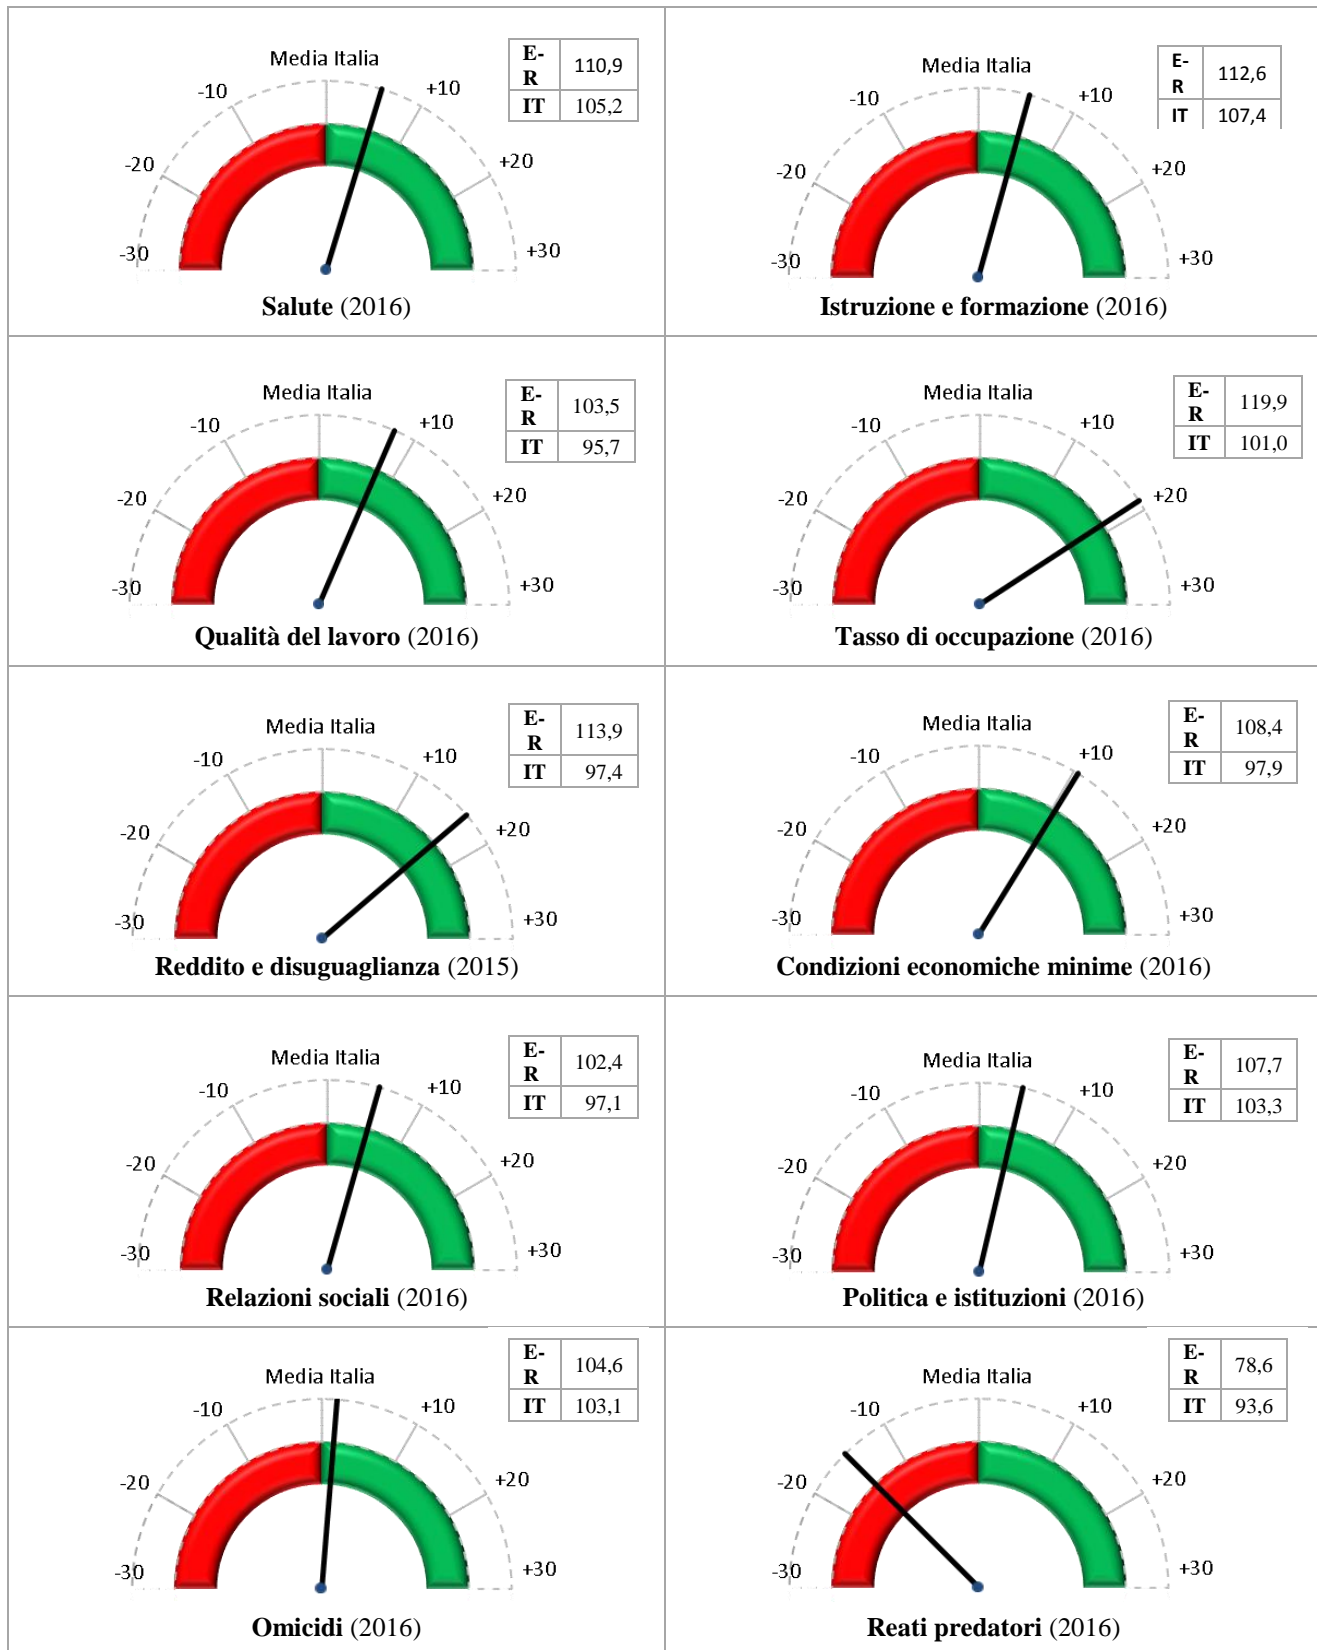 Media Italia
-10
+10
-20
+20
-30
+30
E-
R
110,9
IT
105,2
Salute (2016)
Media Italia
-10
+10
-20
+20
-30
+30
E-
R
112,6
IT
107,4
Istruzione e formazione (2016)
Media Italia
-10
+10
-20
+20
-30
+30
E-
R
103,5
IT
95,7
Qualità del lavoro (2016)
Media Italia
-10
+10
-20
+20
-30
+30
E-
R
119,9
IT
101,0
Tasso di occupazione (2016)
Media Italia
-10
+10
-20
+20
-30
+30
E-
R
113,9
IT
97,4
Reddito e disuguaglianza (2015)
Media Italia
-10
+10
-20
+20
-30
+30
E-
R
108,4
IT
97,9
Condizioni economiche minime (2016)
Media Italia
-10
+10
-20
+20
-30
+30
E-
R
102,4
IT
97,1
Relazioni sociali (2016)
Media Italia
-10
+10
-20
+20
-30
+30
E-
R
107,7
IT
103,3
Politica e istituzioni (2016)
Media Italia
-10
+10
-20
+20
-30
+30
E-
R
104,6
IT
103,1
Omicidi (2016)
Media Italia
-10
+10
-20
+20
-30
+30
E-
R
78,6
IT
93,6
Reati predatori (2016)